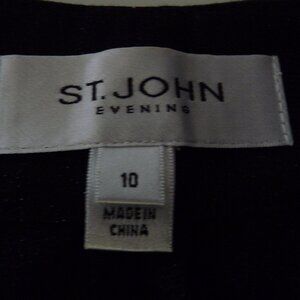 ST. JOHN
EVENING
10
MADE IN
CHINA